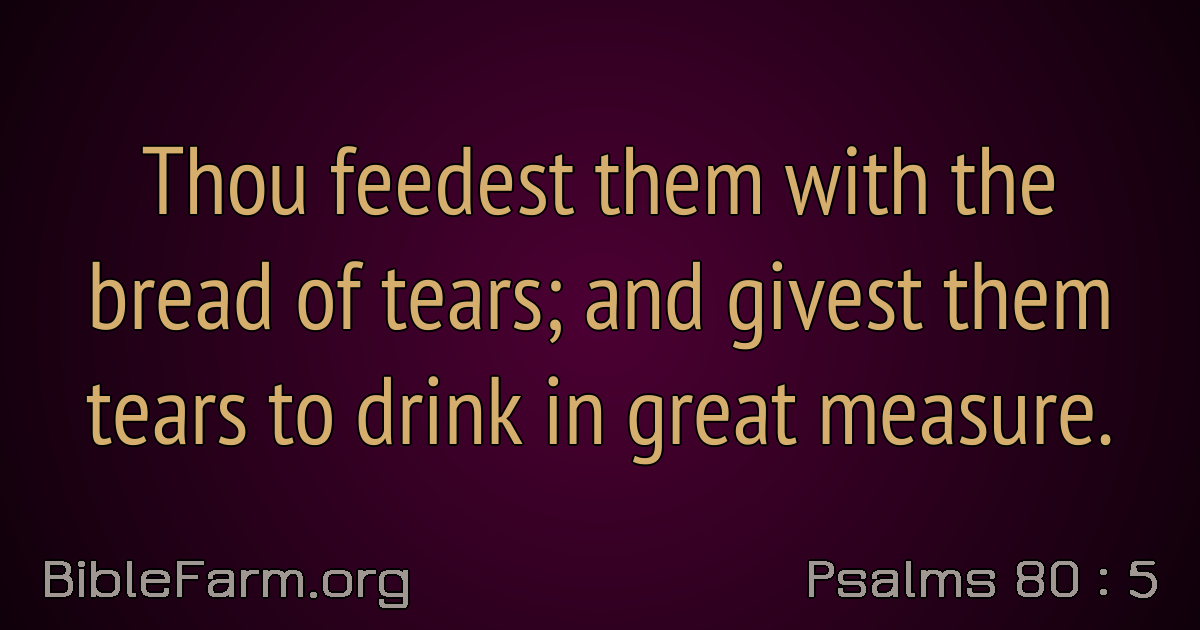 Thou feedest them with the
bread of tears; and givest them
tears to drink in great measure.
BibleFarm.org
Psalms 80 : 5